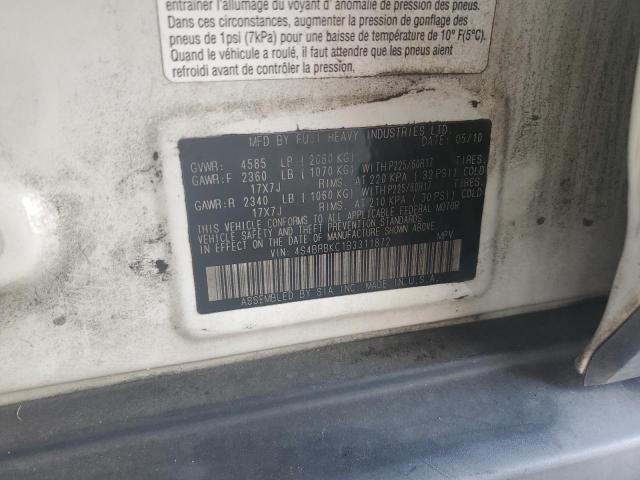 entraîner l'allumage du voyant d'anomalie de pression des pneus.
Dans ces circonstances, augmenter la pression de gonflage des
pneus de 1psi (7kPa) pour une baisse de température de 10° F(5°C).
Quand le véhicule a roulé, il faut attendre que les pneus aient
refroidi avant de contrôler la pression.
MFD BY FUJI HEAVY INDUSTRIES LTD.
DATE: 05/10
GVWR: 4585 LB (2080 KG)
GAWR:F 2360 LB (1070 KG) WITH P225/60R17
17X7J RIMS, AT 220 KPA (32 PSI) COLD
GAWR:R 2340 LB (1060 KG) WITH P225/60R17
17X7J RIMS, AT 210 KPA (30 PSI) COLD
THIS VEHICLE CONFORMS TO ALL APPLICABLE FEDERAL MOTOR
VEHICLE SAFETY AND THEFT PREVENTION STANDARDS
IN EFFECT ON THE DATE OF MANUFACTURE SHOWN ABOVE.
VIN: 4S4BRBKC1B3311872 MPV
ASSEMBLED BY SIA INC. MADE IN U.S.A.